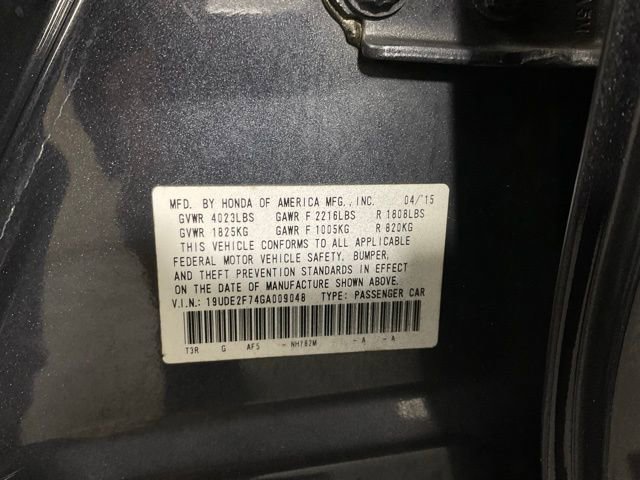 MFD. BY HONDA OF AMERICA MFG., INC. 04/'15
GVWR 4023LBS GAWR F 2216LBS R 1808LBS
GVWR 1825KG GAWR F 1005KG R 820KG
THIS VEHICLE CONFORMS TO ALL APPLICABLE
FEDERAL MOTOR VEHICLE SAFETY, BUMPER,
AND THEFT PREVENTION STANDARDS IN EFFECT
ON THE DATE OF MANUFACTURE SHOWN ABOVE.
V.I.N.: 19UDE2F74GA009048 TYPE: PASSENGER CAR
T3R G AF5 - NH782M - A - A